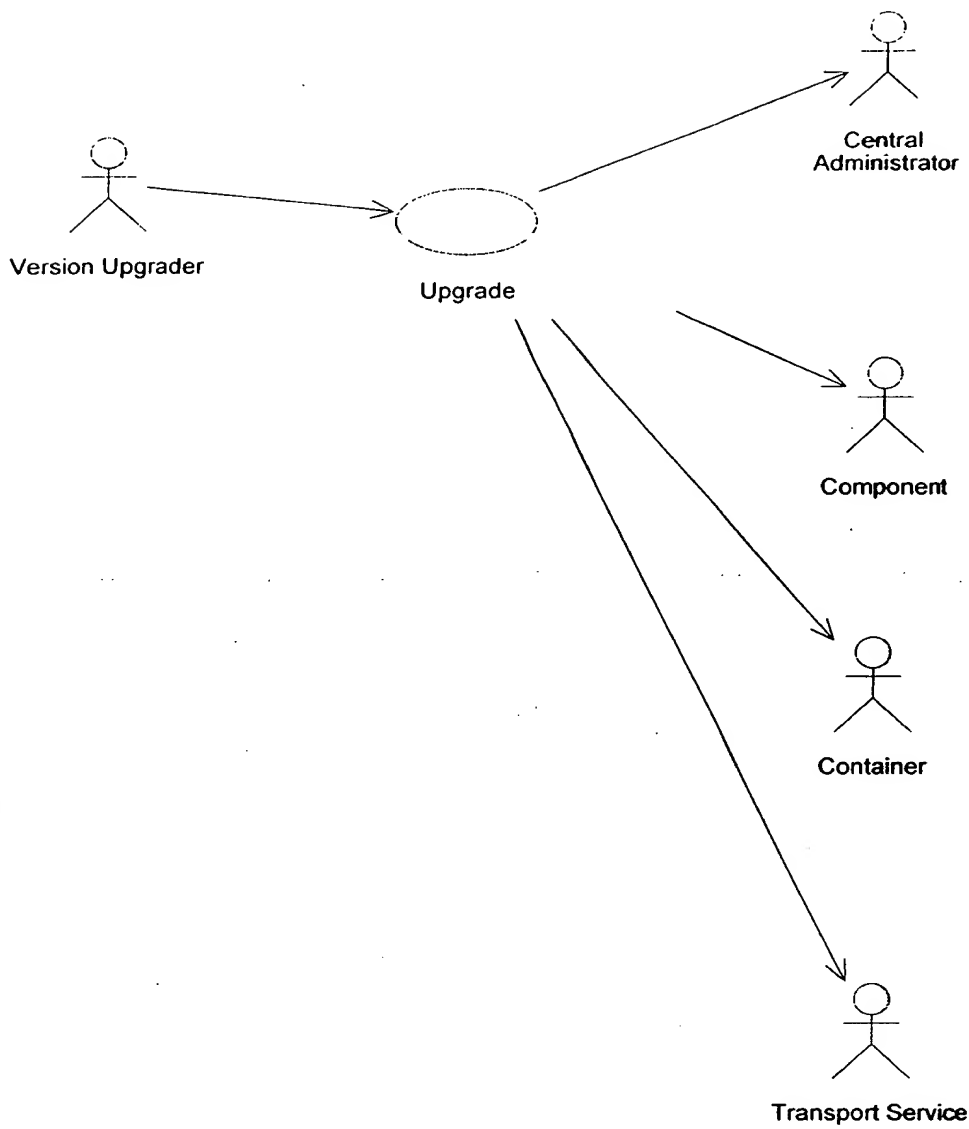 Central
Administrator
Version Upgrader
Upgrade
Component
Container
Transport Service